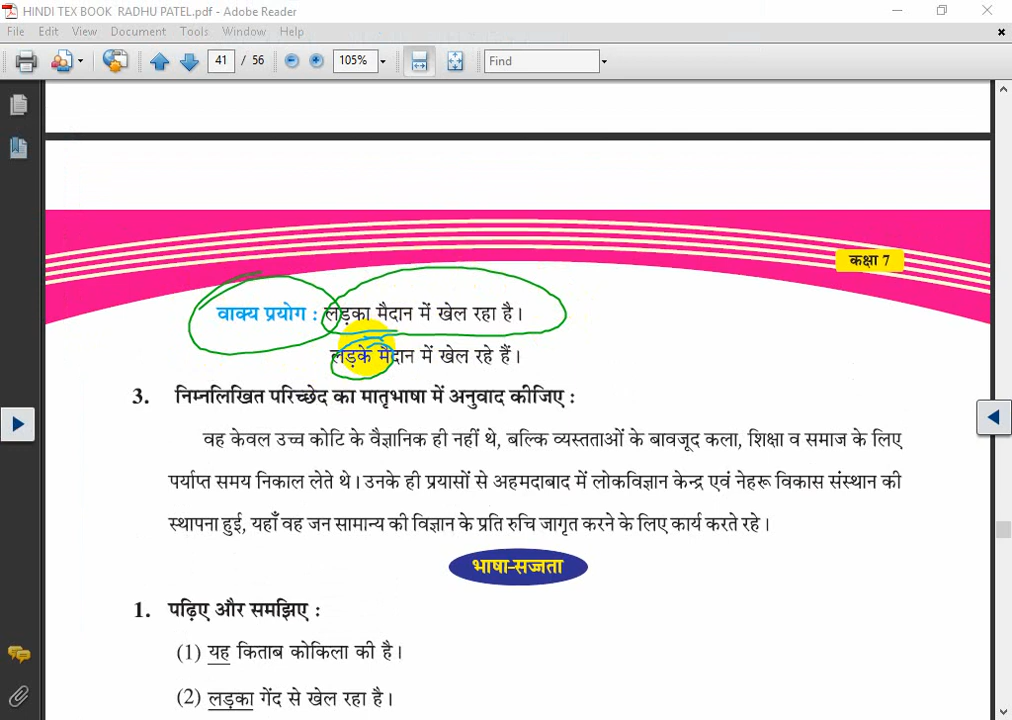 HINDI TEX BOOK RADHU PATEL.pdf - Adobe Reader
File Edit View Document Tools Window Help
41 / 56 105% Find
कक्षा 7
वाक्य प्रयोग : लड़का मैदान में खेल रहा है।
लड़के मैदान में खेल रहे हैं।
3. निम्नलिखित परिच्छेद का मातृभाषा में अनुवाद कीजिए :
वह केवल उच्च कोटि के वैज्ञानिक ही नहीं थे, बल्कि व्यस्तताओं के बावजूद कला, शिक्षा व समाज के लिए
पर्याप्त समय निकाल लेते थे। उनके ही प्रयासों से अहमदाबाद में लोकविज्ञान केन्द्र एवं नेहरू विकास संस्थान की
स्थापना हुई, यहाँ वह जन सामान्य की विज्ञान के प्रति रुचि जागृत करने के लिए कार्य करते रहे।
भाषा-सज्जता
1. पढ़िए और समझिए :
(1) यह किताब कोकिला की है।
(2) लड़का गेंद से खेल रहा है।